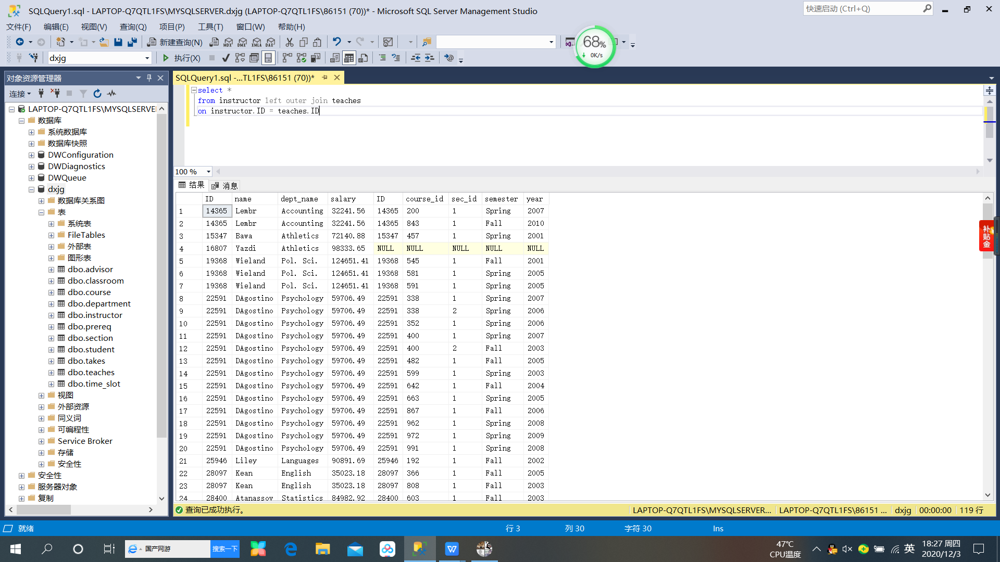 SQLQuery1.sql - LAPTOP-Q7QTL1FS\MYSQLSERVER.dxjg (LAPTOP-Q7QTL1FS\86151 (70))* - Microsoft SQL Server Management Studio
快速启动 (Ctrl+Q)
文件(F) 编辑(E) 视图(V) 查询(Q) 项目(P) 工具(T) 窗口(W) 帮助(H)
新建查询(N) MDX DMX XMLA DAX
68%
0K/s
dxjg 执行(X)
对象资源管理器
连接
LAPTOP-Q7QTL1FS\MYSQLSERVE
数据库
系统数据库
数据库快照
DWConfiguration
DWDiagnostics
DWQueue
dxjg
数据库关系图
表
系统表
FileTables
外部表
图形表
dbo.advisor
dbo.classroom
dbo.course
dbo.department
dbo.instructor
dbo.prereq
dbo.section
dbo.student
dbo.takes
dbo.teaches
dbo.time_slot
视图
外部资源
同义词
可编程性
Service Broker
存储
安全性
安全性
服务器对象
复制
SQLQuery1.sql -...TL1FS\86151 (70))*
select *
from instructor left outer join teaches
on instructor.ID = teaches.ID
100 %
结果 消息
ID name dept_name salary ID course_id sec_id semester year
1 14365 Lembr Accounting 32241.56 14365 200 1 Spring 2007
2 14365 Lembr Accounting 32241.56 14365 843 1 Fall 2010
3 15347 Bawa Athletics 72140.88 15347 457 1 Spring 2001
4 16807 Yazdi Athletics 98333.65 NULL NULL NULL NULL NULL
5 19368 Wieland Pol. Sci. 124651.41 19368 545 1 Fall 2001
6 19368 Wieland Pol. Sci. 124651.41 19368 581 1 Spring 2005
7 19368 Wieland Pol. Sci. 124651.41 19368 591 1 Spring 2005
8 22591 DAgostino Psychology 59706.49 22591 338 1 Spring 2007
9 22591 DAgostino Psychology 59706.49 22591 338 2 Spring 2006
10 22591 DAgostino Psychology 59706.49 22591 352 1 Spring 2006
11 22591 DAgostino Psychology 59706.49 22591 400 1 Spring 2007
12 22591 DAgostino Psychology 59706.49 22591 400 2 Fall 2003
13 22591 DAgostino Psychology 59706.49 22591 482 1 Fall 2005
14 22591 DAgostino Psychology 59706.49 22591 599 1 Spring 2003
15 22591 DAgostino Psychology 59706.49 22591 642 1 Fall 2004
16 22591 DAgostino Psychology 59706.49 22591 663 1 Spring 2005
17 22591 DAgostino Psychology 59706.49 22591 867 1 Fall 2006
18 22591 DAgostino Psychology 59706.49 22591 962 1 Spring 2008
19 22591 DAgostino Psychology 59706.49 22591 972 1 Spring 2009
20 22591 DAgostino Psychology 59706.49 22591 991 1 Spring 2008
21 25946 Liley Languages 90891.69 25946 192 1 Fall 2002
22 28097 Kean English 35023.18 28097 366 1 Fall 2005
23 28097 Kean English 35023.18 28097 808 1 Fall 2003
24 28400 Atanassov Statistics 84982.92 28400 603 1 Fall 2003
补贴金
查询已成功执行。 LAPTOP-Q7QTL1FS\MYSQLSERVER... LAPTOP-Q7QTL1FS\86151 ... dxjg 00:00:00 119 行
就绪 行 3 列 30 字符 30 Ins
国产网游 搜索一下
47℃
CPU温度
英
18:27 周四
2020/12/3